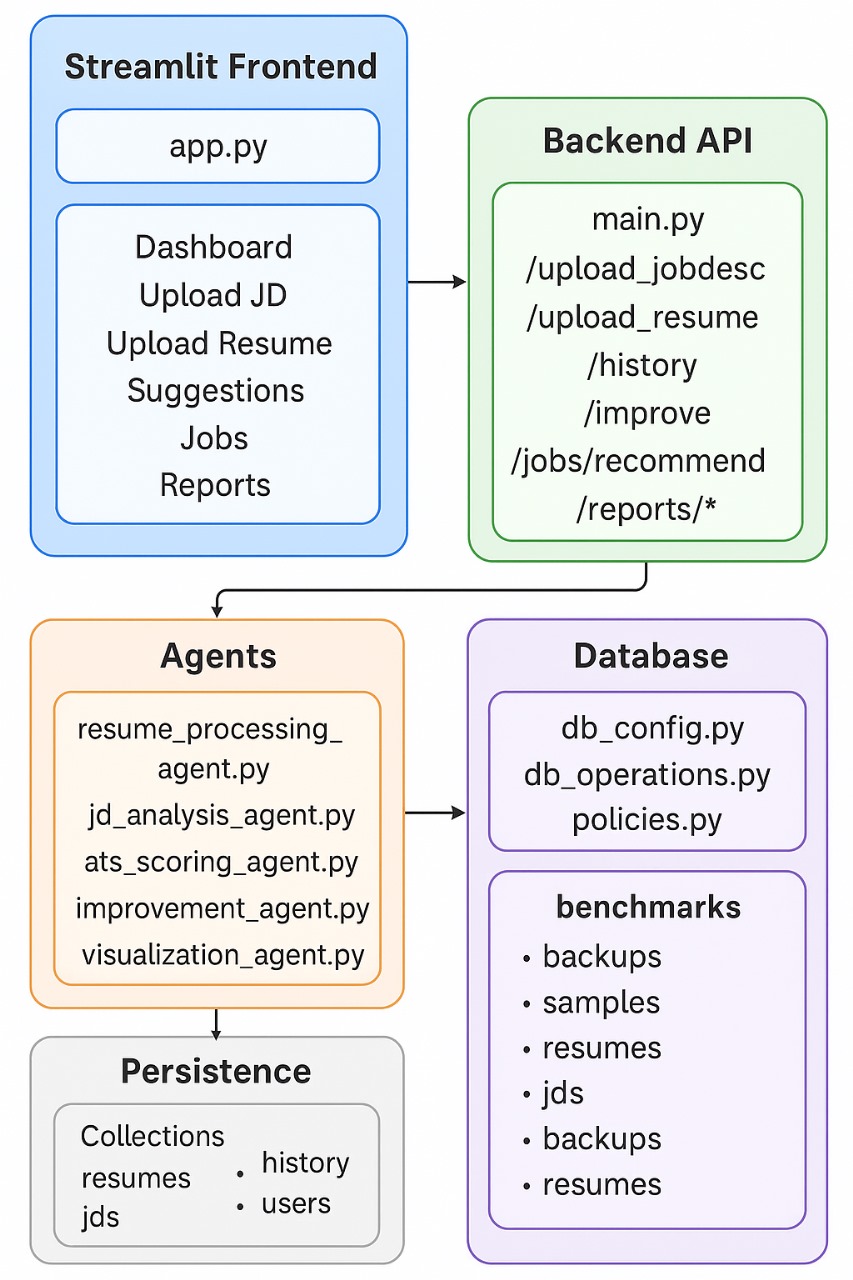 Streamlit Frontend
app.py
Dashboard
Upload JD
Upload Resume
Suggestions
Jobs
Reports
Backend API
main.py
/upload_jobdesc
/upload_resume
/history
/improve
/jobs/recommend
/reports/*
Agents
resume_processing_
agent.py
jd_analysis_agent.py
ats_scoring_agent.py
improvement_agent.py
visualization_agent.py
Database
db_config.py
db_operations.py
policies.py
benchmarks
• backups
• samples
• resumes
• jds
• backups
• resumes
Persistence
Collections
resumes
jds
• history
• users